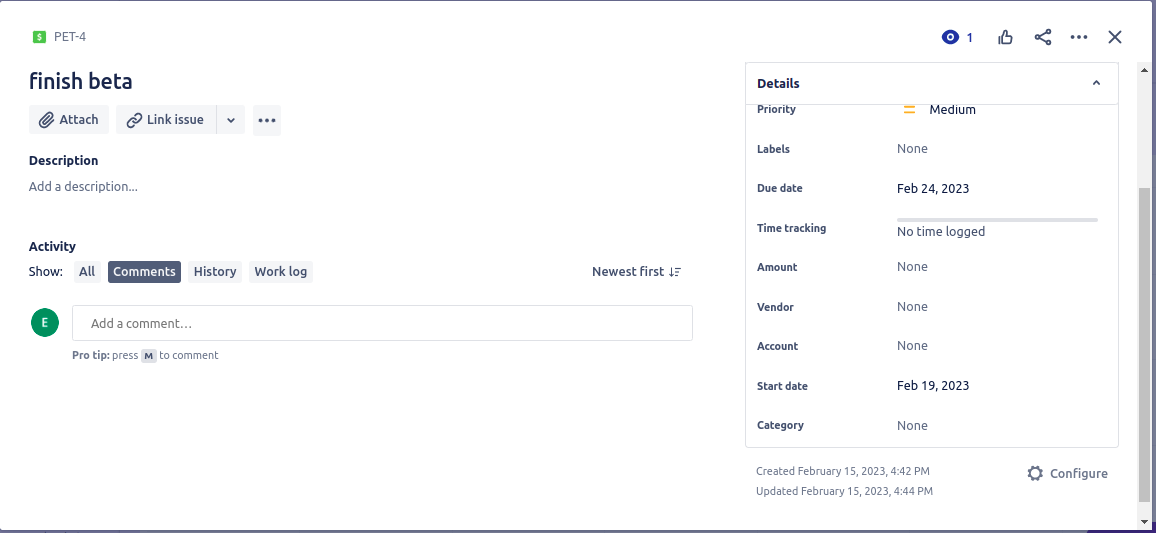 PET-4
1
finish beta
Attach
Link issue
Description
Add a description...
Activity
Show: All Comments History Work log
Newest first
E
Add a comment…
Pro tip: press M to comment
Details
Priority Medium
Labels None
Due date Feb 24, 2023
Time tracking No time logged
Amount None
Vendor None
Account None
Start date Feb 19, 2023
Category None
Created February 15, 2023, 4:42 PM
Updated February 15, 2023, 4:44 PM
Configure